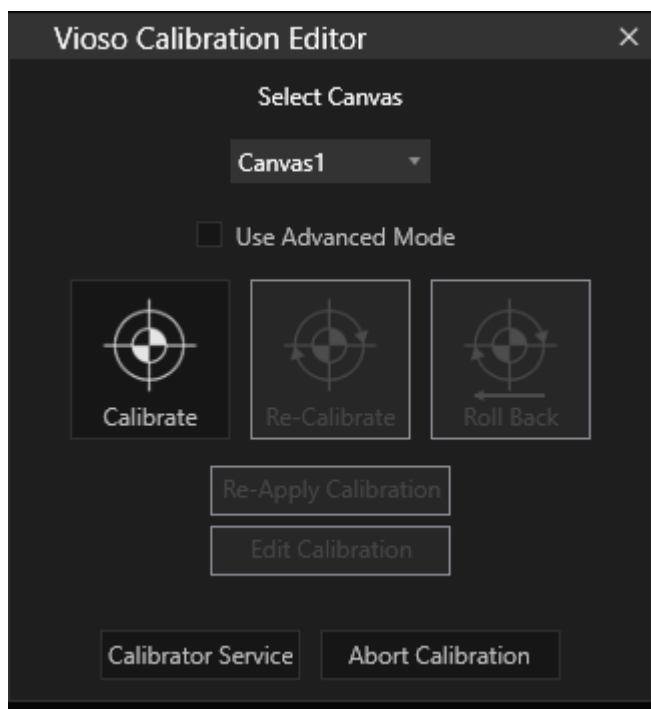 Vioso Calibration Editor
Select Canvas
Canvas1
Use Advanced Mode
Calibrate
Re-Calibrate
Roll Back
Re-Apply Calibration
Edit Calibration
Calibrator Service
Abort Calibration